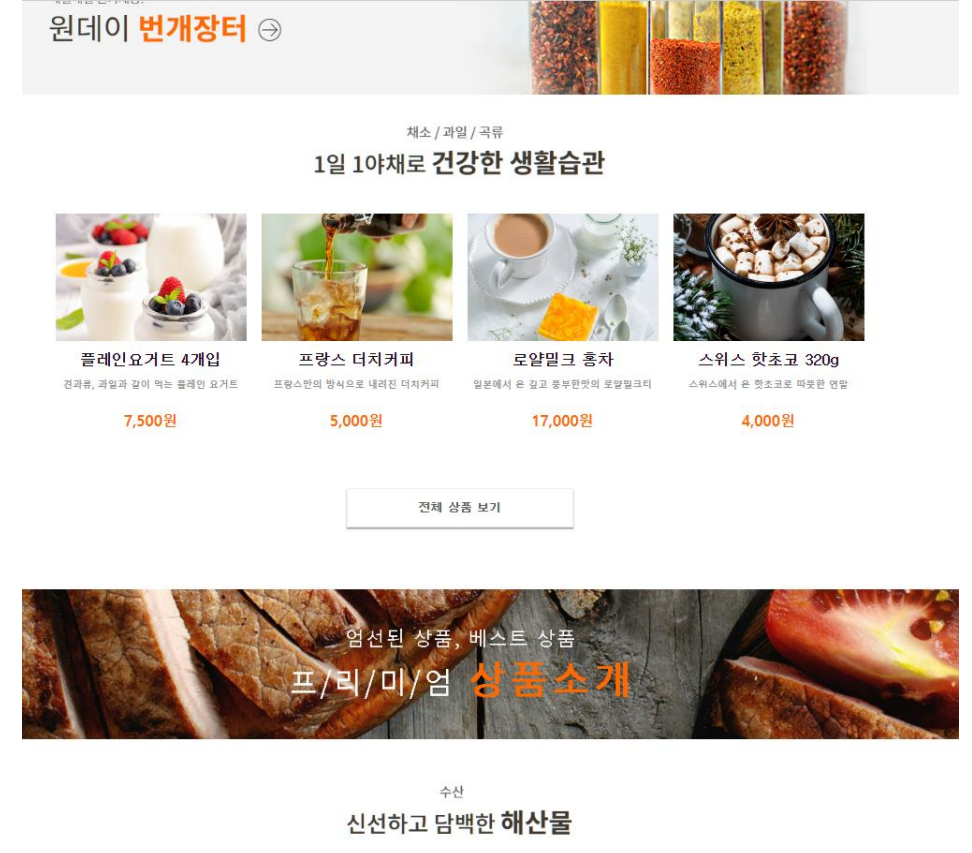 원데이 번개장터
채소 / 과일 / 곡류
1일 1야채로 건강한 생활습관
플레인요거트 4개입
견과류, 과일과 같이 먹는 플레인 요거트
7,500원
프랑스 더치커피
프랑스만의 방식으로 내려진 더치커피
5,000원
로얄밀크 홍차
일본에서 온 깊고 풍부한맛의 로얄밀크티
17,000원
스위스 핫초코 320g
스위스에서 온 핫초코로 따뜻한 연말
4,000원
전체 상품 보기
엄선된 상품, 베스트 상품
프/리/미/엄 상품소개
수산
신선하고 담백한 해산물